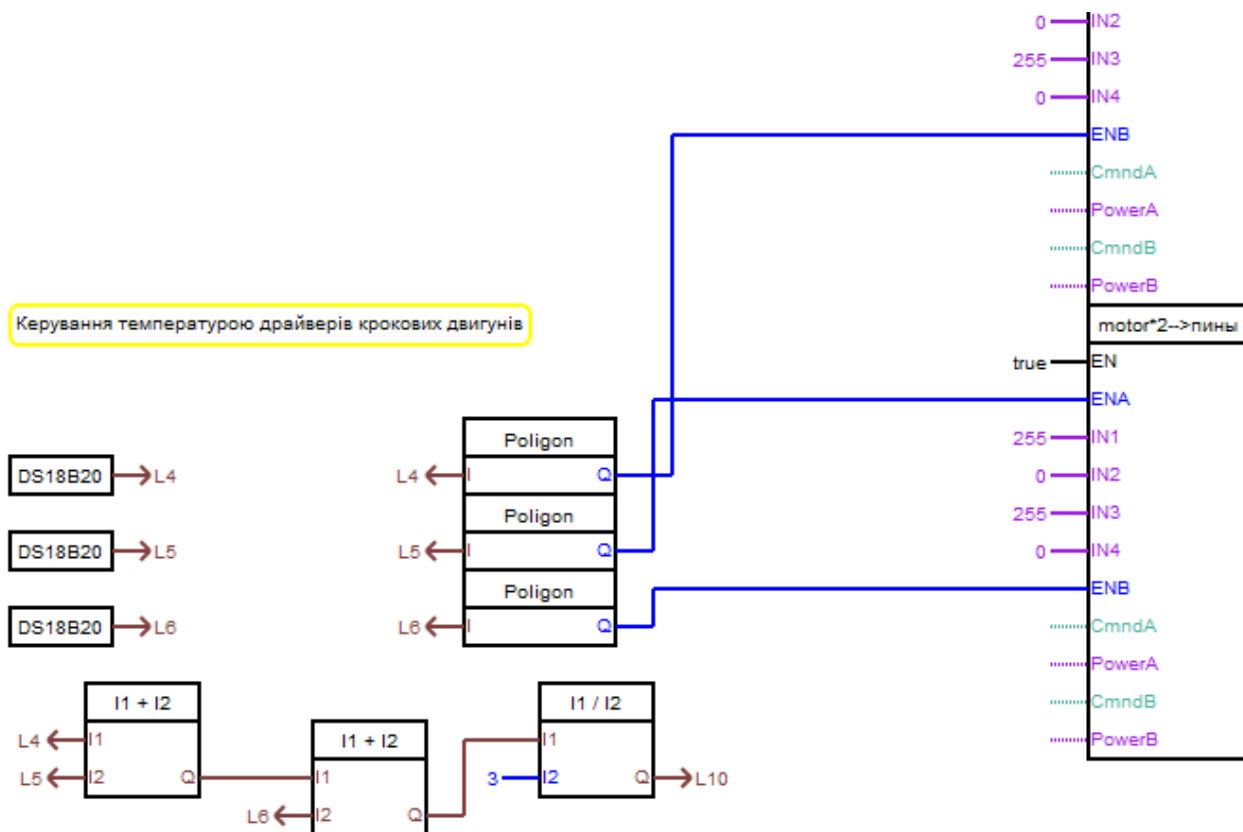 0 IN2
255 IN3
0 IN4
ENB
CmndA
PowerA
CmndB
PowerB
Керування температурою драйверів крокових двигунів
motor*2-->пины
true EN
ENA
Poligon
255 IN1
DS18B20 L4
L4 I Q
0 IN2
Poligon
255 IN3
DS18B20 L5
L5 I Q
0 IN4
Poligon
ENB
DS18B20 L6
L6 I Q
CmndA
PowerA
I1 + I2
I1 / I2
CmndB
L4 I1
I1 + I2
I1
PowerB
L5 I2 Q
I1
3 I2 Q L10
L6 I2 Q